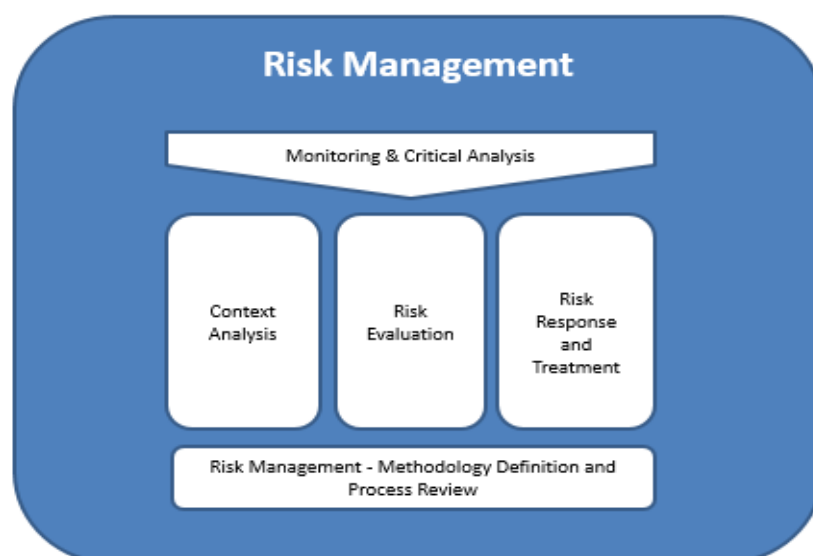 Risk Management
Monitoring & Critical Analysis
Context
Analysis
Risk
Evaluation
Risk
Response
and
Treatment
Risk Management - Methodology Definition and
Process Review